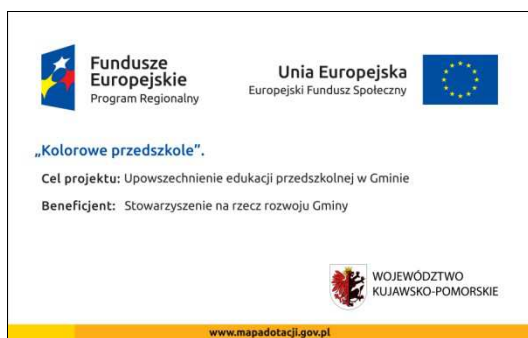 Fundusze
Europejskie
Program Regionalny
Unia Europejska
Europejski Fundusz Społeczny
„Kolorowe przedszkole”.
Cel projektu: Upowszechnienie edukacji przedszkolnej w Gminie
Beneficjent: Stowarzyszenie na rzecz rozwoju Gminy
WOJEWÓDZTWO
KUJAWSKO-POMORSKIE
www.mapadotacji.gov.pl